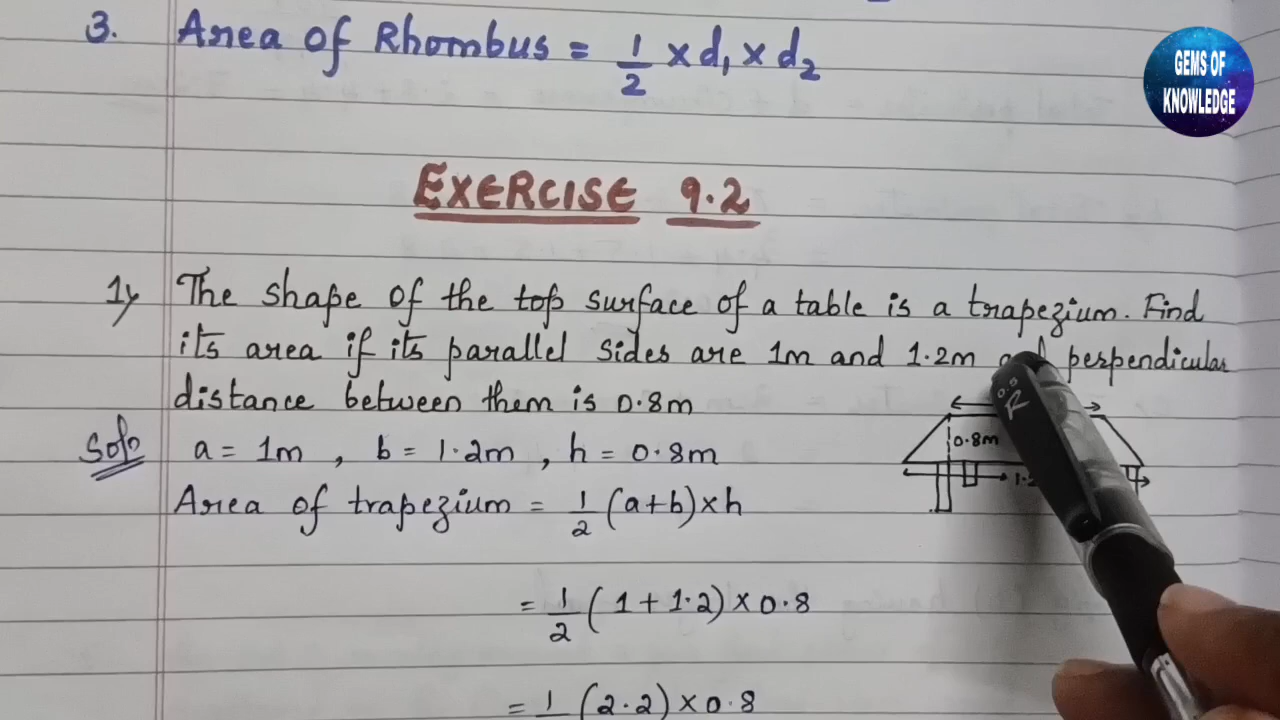 3. Area of Rhombus = 1/2 × d1 × d2
GEMS OF
KNOWLEDGE
EXERCISE 9.2
1) The shape of the top surface of a table is a trapezium. Find
its area if its parallel sides are 1m and 1.2m perpendicular
distance between them is 0.8m
Soln a = 1m , b = 1.2m , h = 0.8m
0.8m
Area of trapezium = 1/2 (a+b)×h
= 1/2 (1 + 1.2) × 0.8
= 1 (2.2) × 0.8